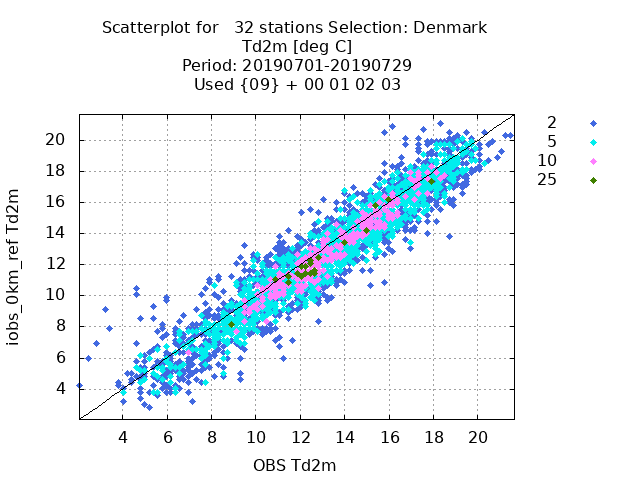 Scatterplot for   32 stations Selection: Denmark
Td2m [deg C]
Period: 20190701-20190729
Used {09} + 00 01 02 03
2
5
10
25
iobs_0km_ref Td2m
20
18
16
14
12
10
8
6
4
4 6 8 10 12 14 16 18 20
OBS Td2m